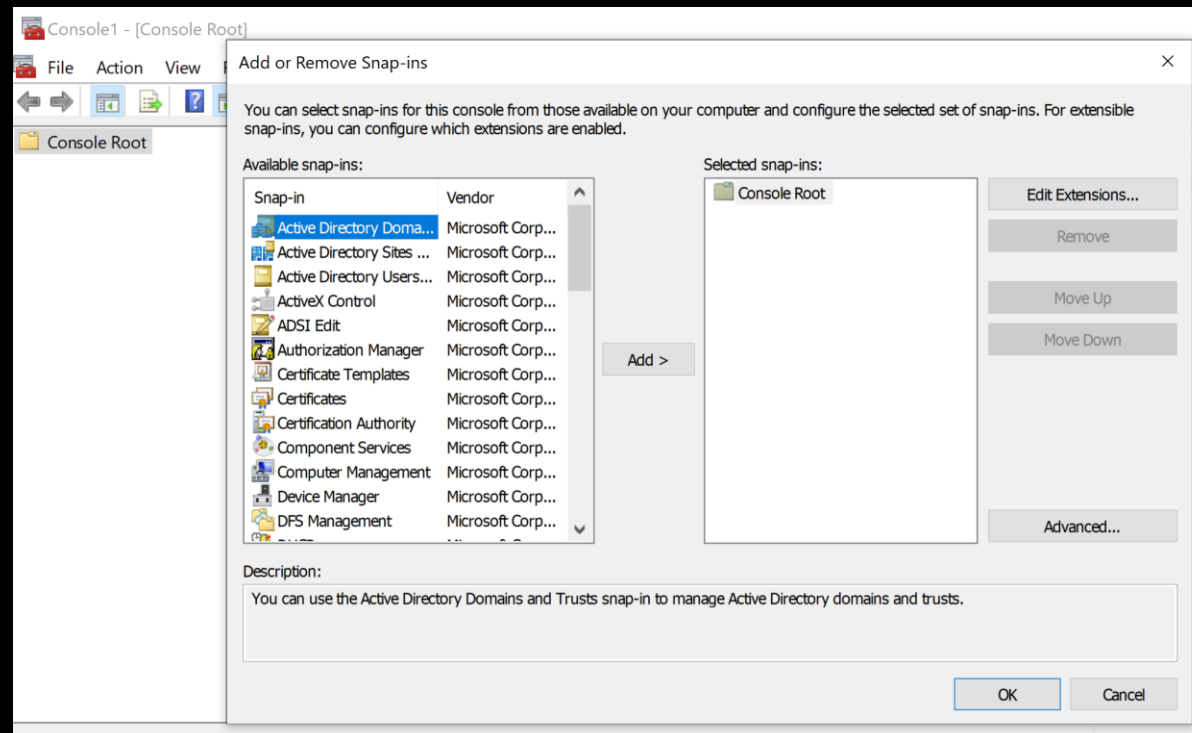 Console1 - [Console Root]
File Action View
Console Root
Add or Remove Snap-ins
You can select snap-ins for this console from those available on your computer and configure the selected set of snap-ins. For extensible
snap-ins, you can configure which extensions are enabled.
Available snap-ins:
Snap-in Vendor
Active Directory Doma... Microsoft Corp...
Active Directory Sites ... Microsoft Corp...
Active Directory Users... Microsoft Corp...
ActiveX Control Microsoft Corp...
ADSI Edit Microsoft Corp...
Authorization Manager Microsoft Corp...
Certificate Templates Microsoft Corp...
Certificates Microsoft Corp...
Certification Authority Microsoft Corp...
Component Services Microsoft Corp...
Computer Management Microsoft Corp...
Device Manager Microsoft Corp...
DFS Management Microsoft Corp...
Add >
Selected snap-ins:
Console Root
Edit Extensions...
Remove
Move Up
Move Down
Advanced...
Description:
You can use the Active Directory Domains and Trusts snap-in to manage Active Directory domains and trusts.
OK Cancel